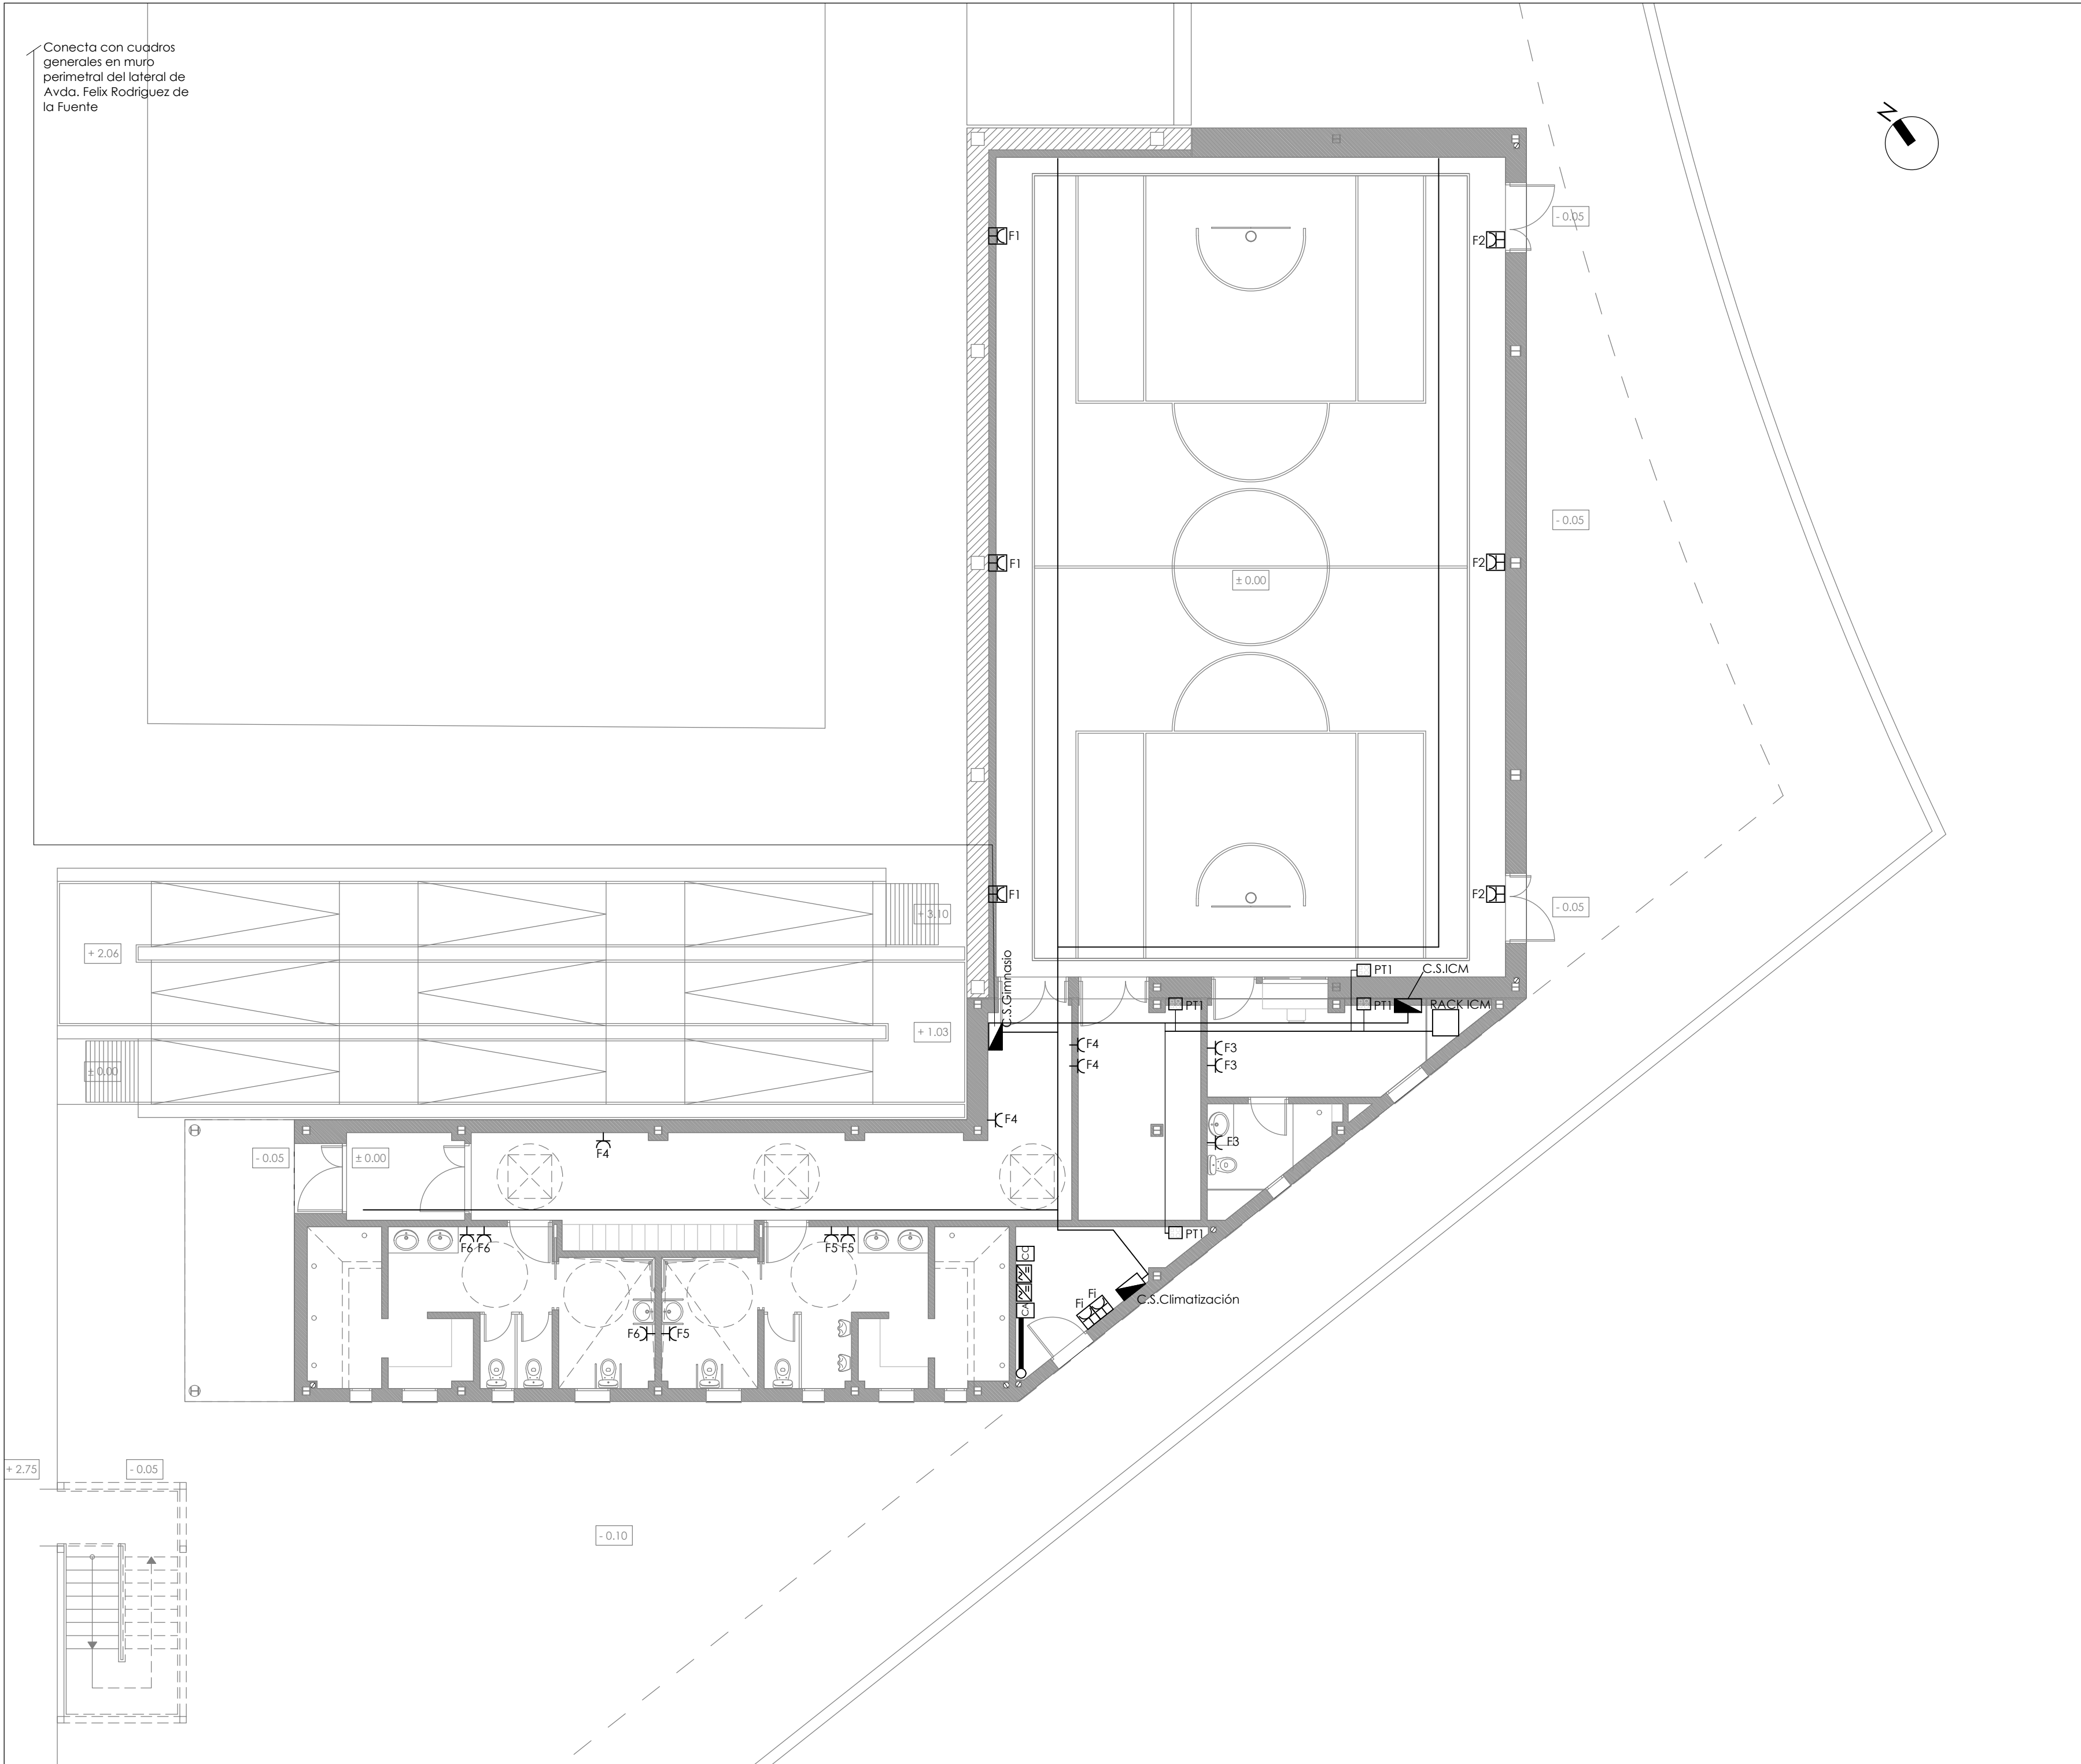 Conecta con cuadros
generales en muro
perimetral del lateral de
Avda. Felix Rodriguez de
la Fuente
N
- 0.05
F1
F2
- 0.05
F1
F2
± 0.00
F1
F2
- 0.05
+ 3.10
+ 2.06
C.S.Gimnasio
PT1
C.S.ICM
PT1
PT1
RACK ICM
+ 1.03
F4
F3
F4
F3
± 0.00
F4
F3
- 0.05
± 0.00
F4
F6
F6
F5
F5
PT1
CC
CA
Fi
Fi
C.S.Climatización
F6
F5
+ 2.75
- 0.05
- 0.10